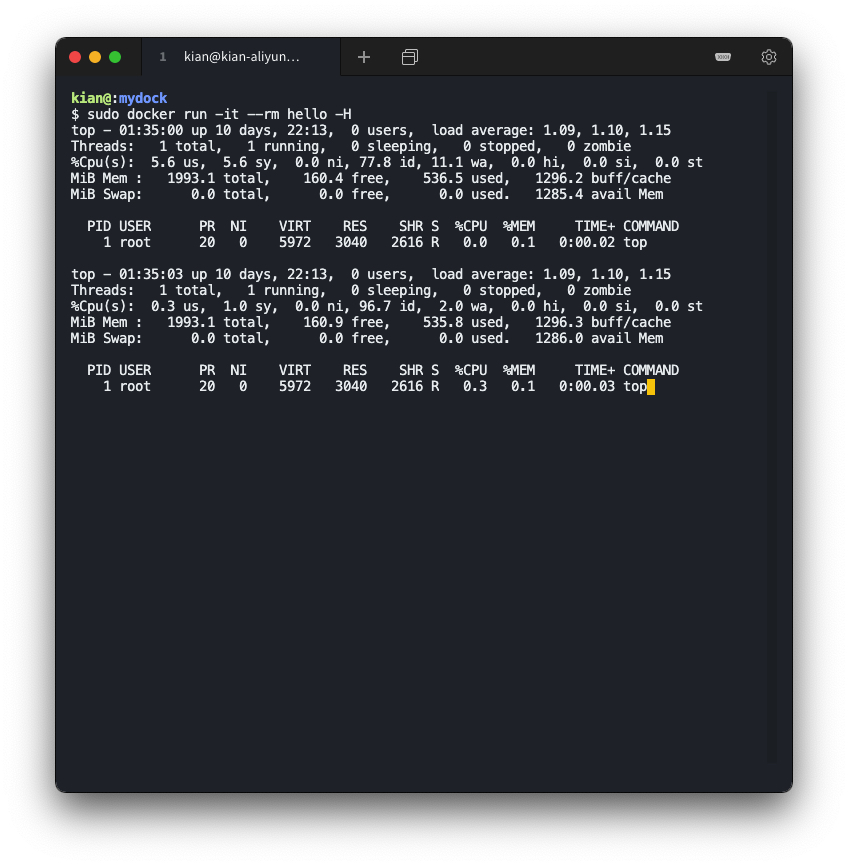 1 kian@kian-aliyun...
kian@:mydock
$ sudo docker run -it --rm hello -H
top - 01:35:00 up 10 days, 22:13,  0 users,  load average: 1.09, 1.10, 1.15
Threads:   1 total,   1 running,   0 sleeping,   0 stopped,   0 zombie
%Cpu(s):  5.6 us,  5.6 sy,  0.0 ni, 77.8 id, 11.1 wa,  0.0 hi,  0.0 si,  0.0 st
MiB Mem :   1993.1 total,    160.4 free,    536.5 used,   1296.2 buff/cache
MiB Swap:      0.0 total,      0.0 free,      0.0 used.   1285.4 avail Mem
  PID USER      PR  NI    VIRT    RES    SHR S  %CPU  %MEM     TIME+ COMMAND
    1 root      20   0    5972   3040   2616 R   0.0   0.1   0:00.02 top
top - 01:35:03 up 10 days, 22:13,  0 users,  load average: 1.09, 1.10, 1.15
Threads:   1 total,   1 running,   0 sleeping,   0 stopped,   0 zombie
%Cpu(s):  0.3 us,  1.0 sy,  0.0 ni, 96.7 id,  2.0 wa,  0.0 hi,  0.0 si,  0.0 st
MiB Mem :   1993.1 total,    160.9 free,    535.8 used,   1296.3 buff/cache
MiB Swap:      0.0 total,      0.0 free,      0.0 used.   1286.0 avail Mem
  PID USER      PR  NI    VIRT    RES    SHR S  %CPU  %MEM     TIME+ COMMAND
    1 root      20   0    5972   3040   2616 R   0.3   0.1   0:00.03 top